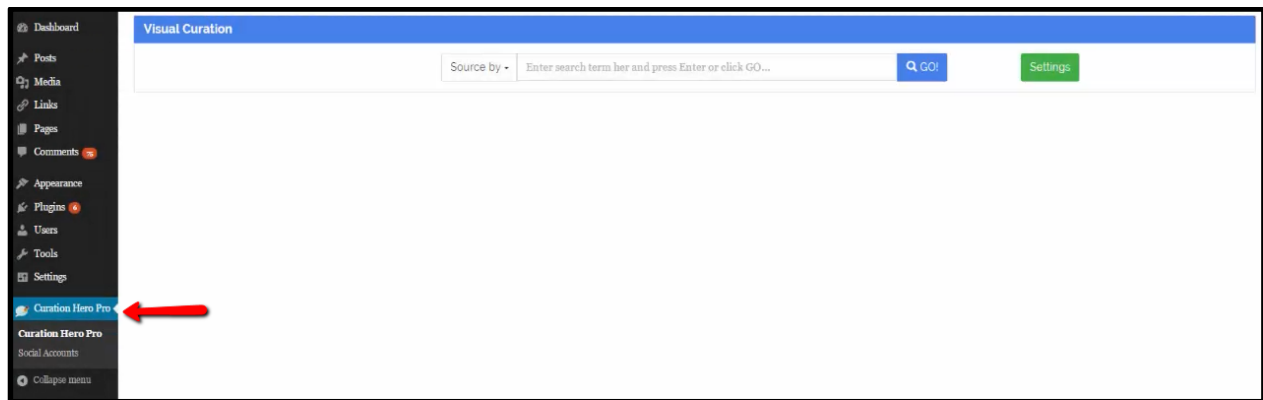 Dashboard
Posts
Media
Links
Pages
Comments
Appearance
Plugins 6
Users
Tools
Settings
Curation Hero Pro
Curation Hero Pro
Social Accounts
Collapse menu
Visual Curation
Source by Enter search term her and press Enter or click GO... GO! Settings